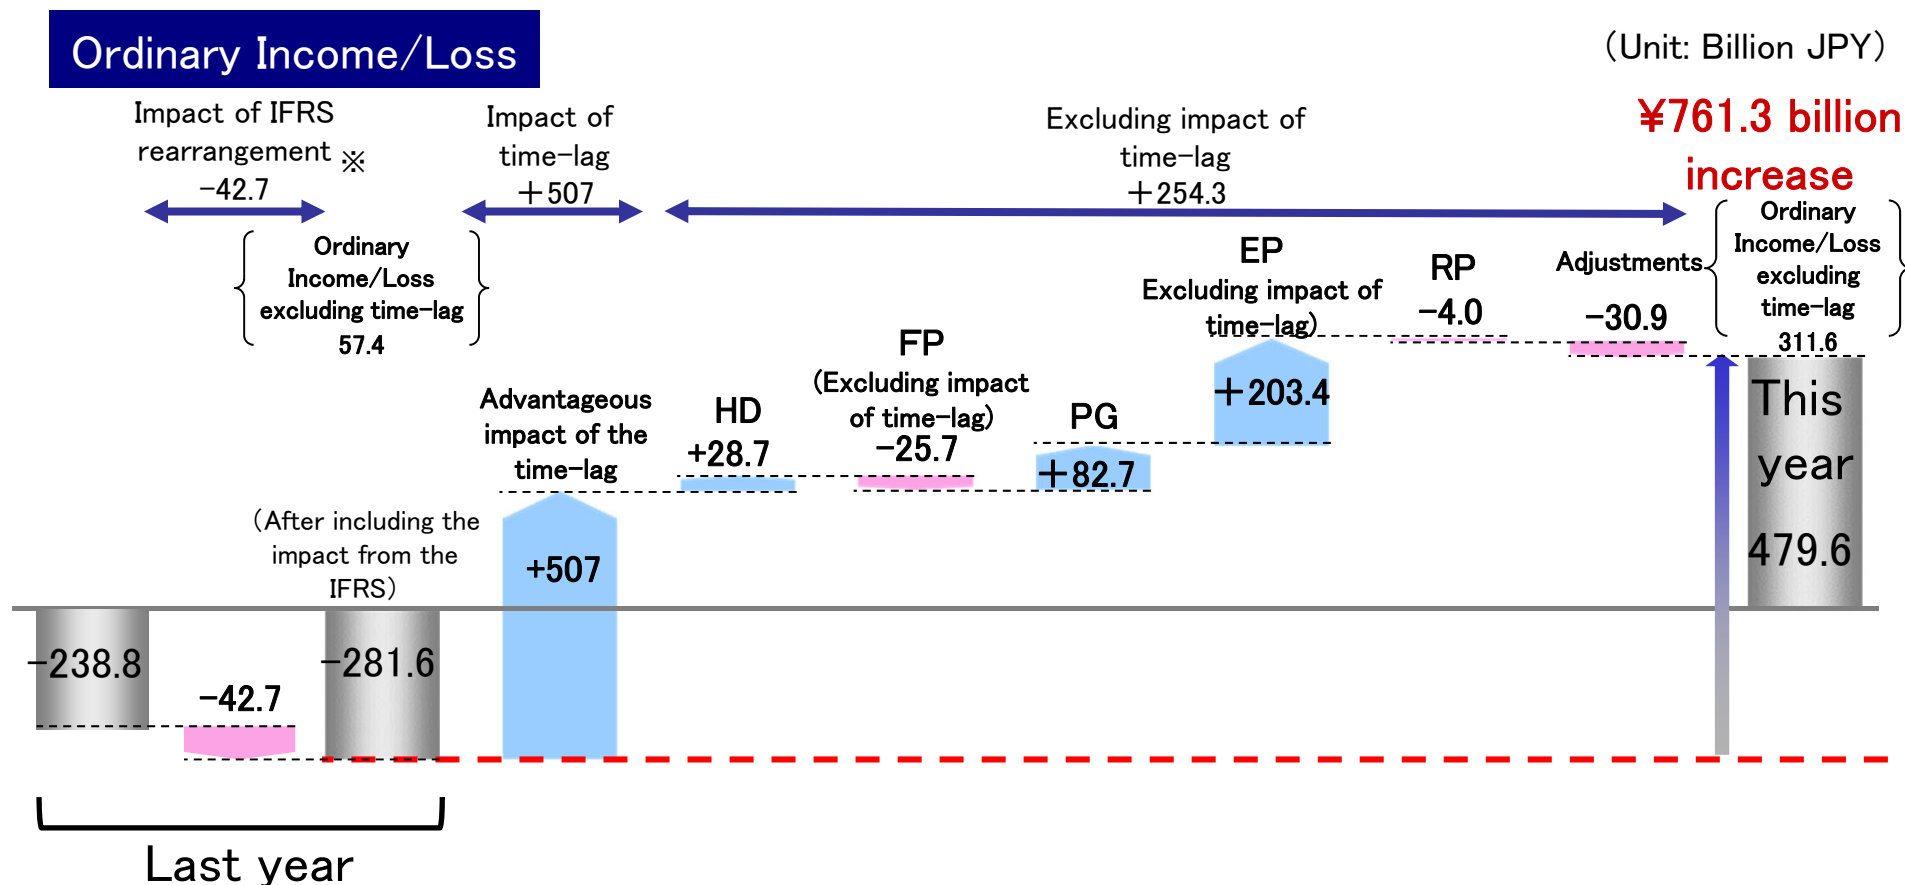 Ordinary Income/Loss
(Unit: Billion JPY)
Impact of IFRS
rearrangement ※
-42.7
Impact of
time-lag
+507
Excluding impact of
time-lag
+254.3
¥761.3 billion
increase
Ordinary
Income/Loss
excluding time-lag
57.4
Ordinary
Income/Loss
excluding
time-lag
311.6
Advantageous
impact of the
time-lag
+507
HD
+28.7
FP
(Excluding impact
of time-lag)
-25.7
PG
+82.7
EP
Excluding impact of
time-lag)
+203.4
RP
-4.0
Adjustments
-30.9
This
year
479.6
(After including the
impact from the
IFRS)
-238.8
-42.7
-281.6
Last year